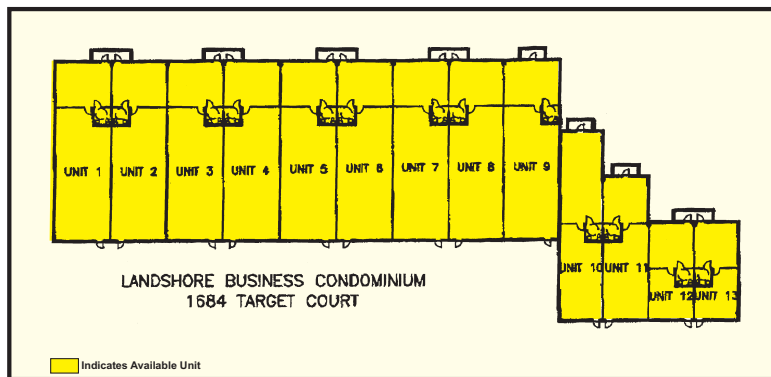 UNIT 1 UNIT 2 UNIT 3 UNIT 4 UNIT 5 UNIT 6 UNIT 7 UNIT 8 UNIT 9
UNIT 10 UNIT 11
UNIT 12 UNIT 13
LANDSHORE BUSINESS CONDOMINIUM
1684 TARGET COURT
Indicates Available Unit